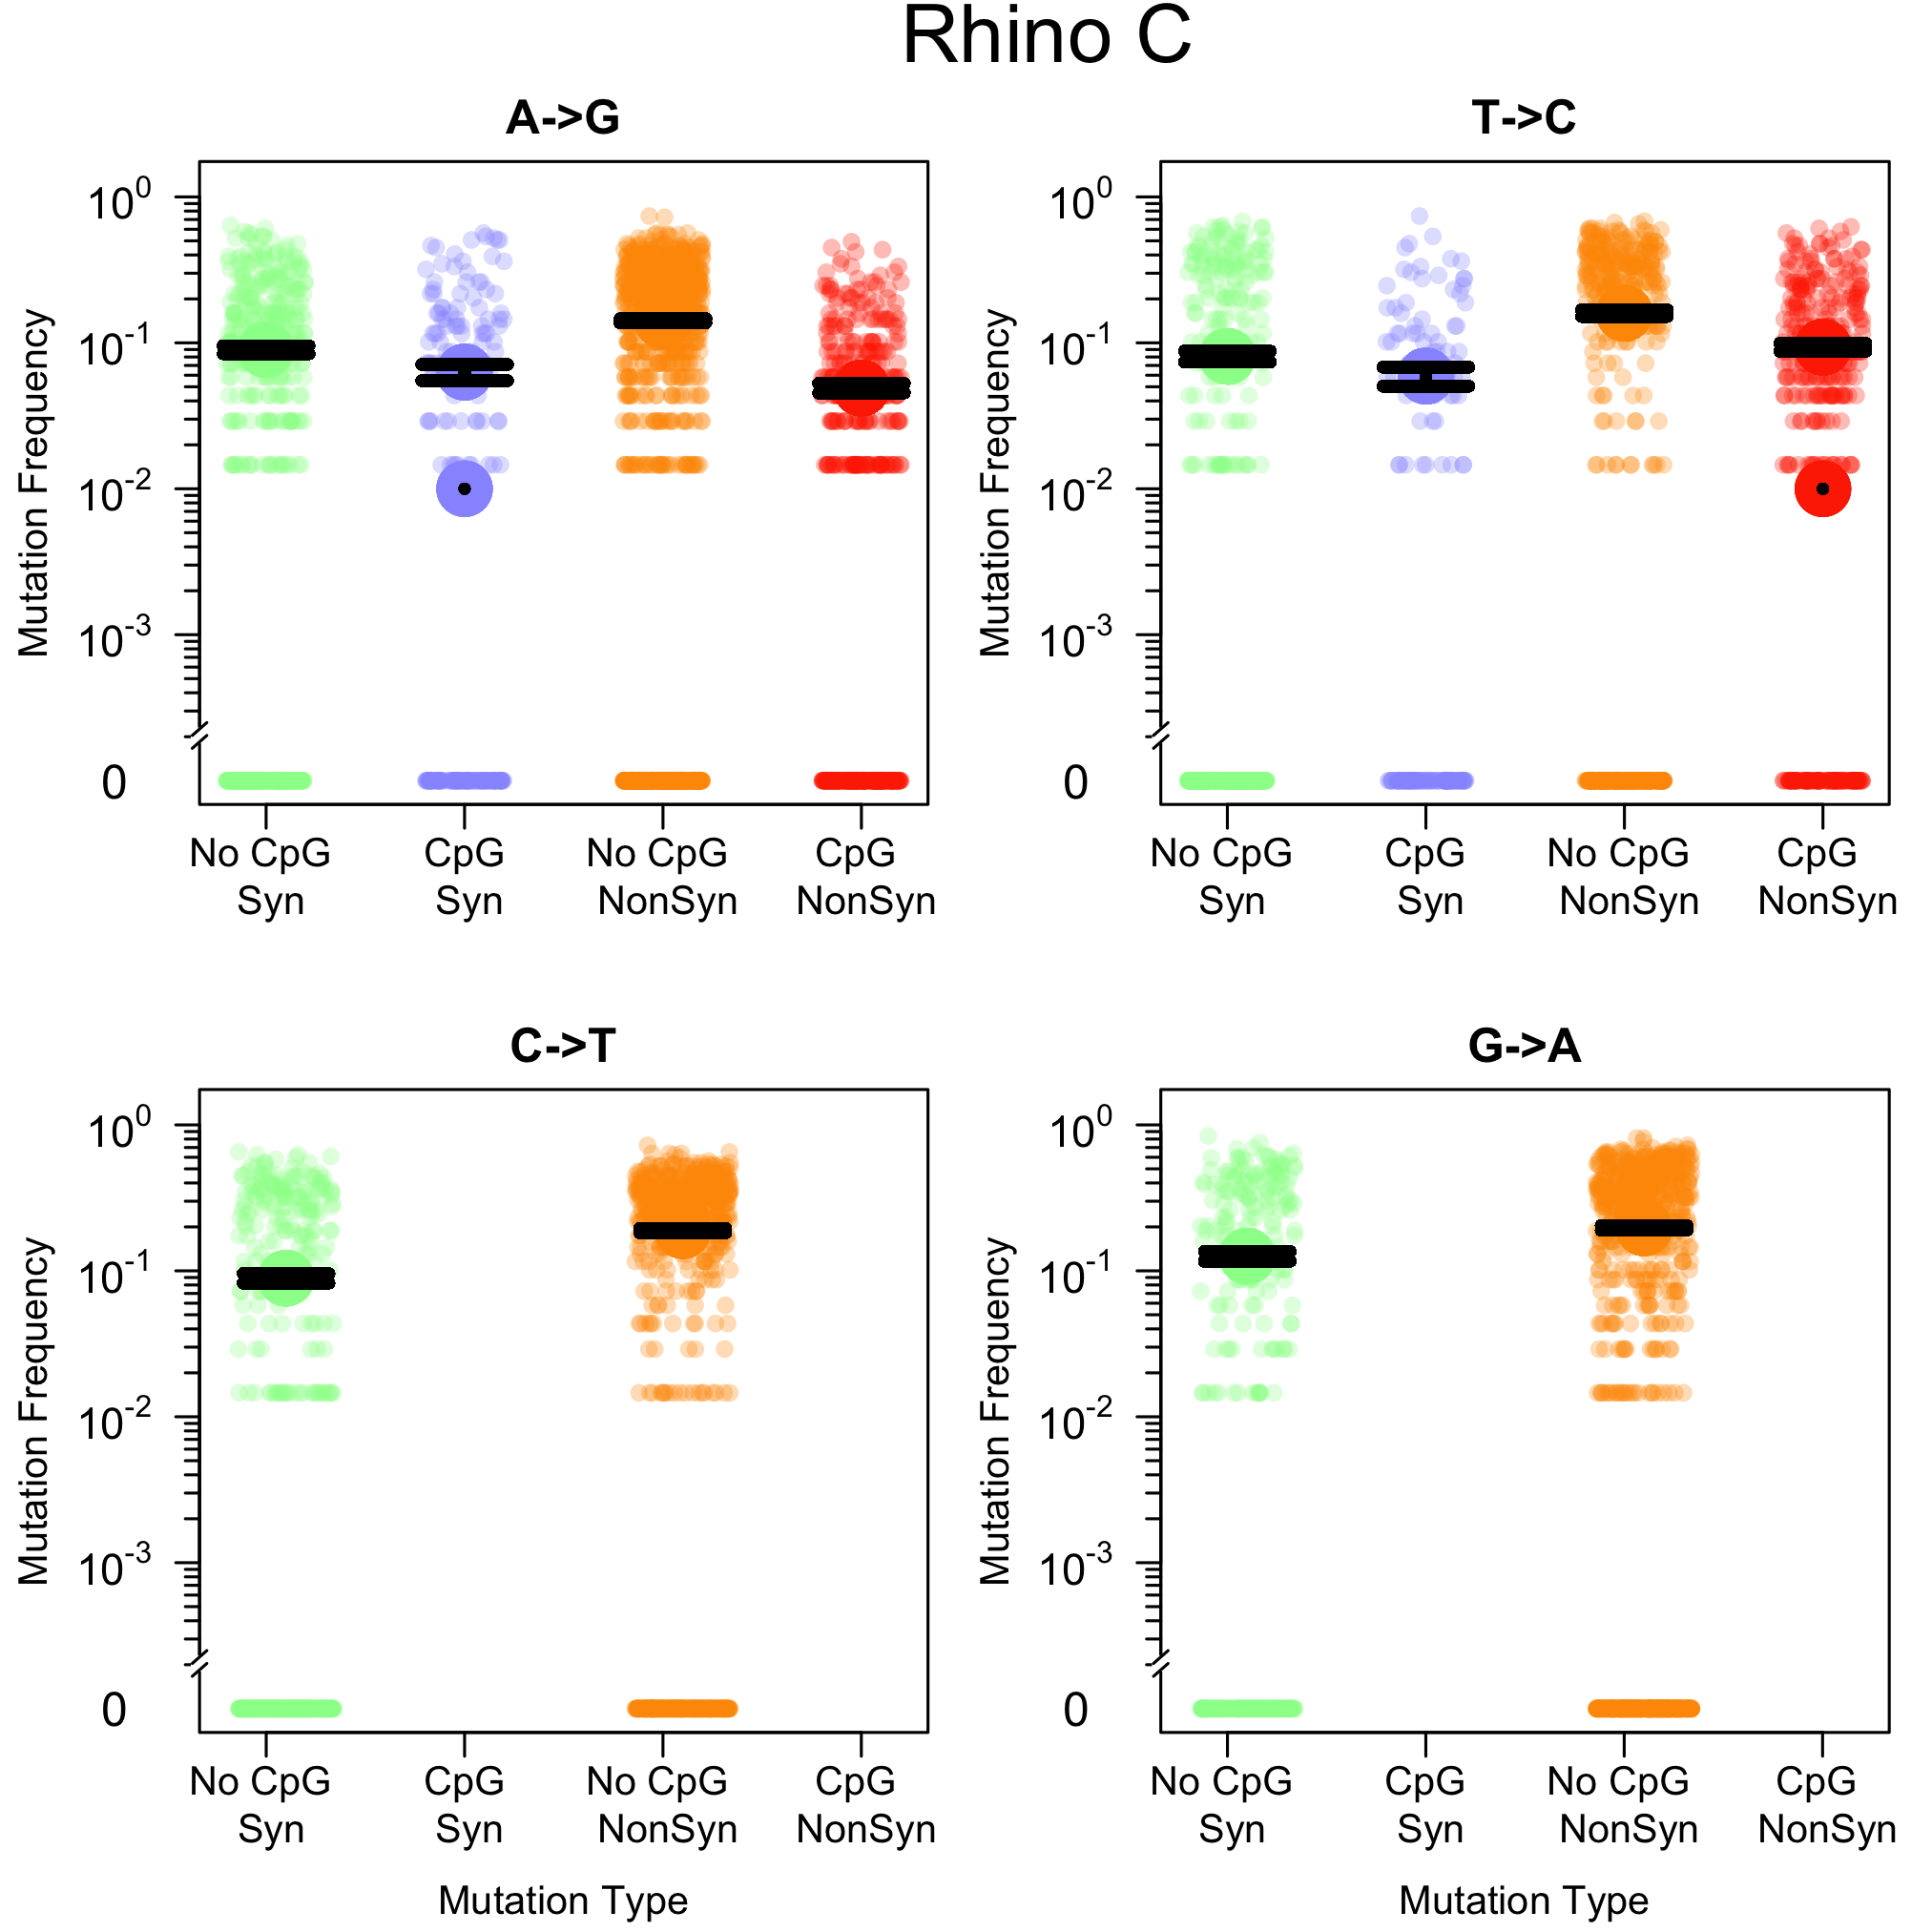 Rhino C
A->G
Mutation Frequency
10^0
10^-1
10^-2
10^-3
0
No CpG
Syn
CpG
Syn
No CpG
NonSyn
CpG
NonSyn
T->C
Mutation Frequency
10^0
10^-1
10^-2
10^-3
0
No CpG
Syn
CpG
Syn
No CpG
NonSyn
CpG
NonSyn
C->T
Mutation Frequency
10^0
10^-1
10^-2
10^-3
0
No CpG
Syn
CpG
Syn
No CpG
NonSyn
CpG
NonSyn
Mutation Type
G->A
Mutation Frequency
10^0
10^-1
10^-2
10^-3
0
No CpG
Syn
CpG
Syn
No CpG
NonSyn
CpG
NonSyn
Mutation Type